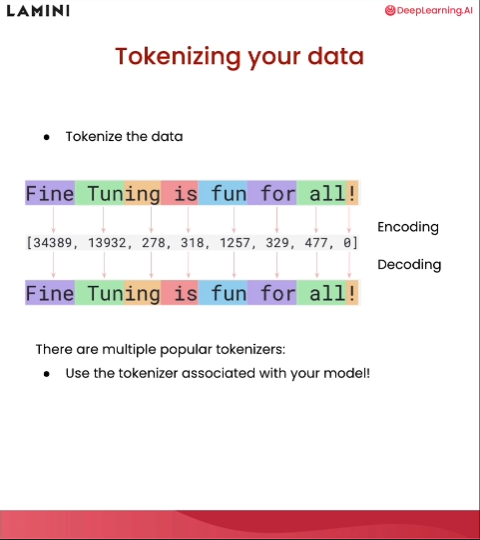 LAMINI
DeepLearning.AI
Tokenizing your data
● Tokenize the data
Fine Tuning is fun for all!
Encoding
[34389, 13932, 278, 318, 1257, 329, 477, 0]
Decoding
Fine Tuning is fun for all!
There are multiple popular tokenizers:
● Use the tokenizer associated with your model!